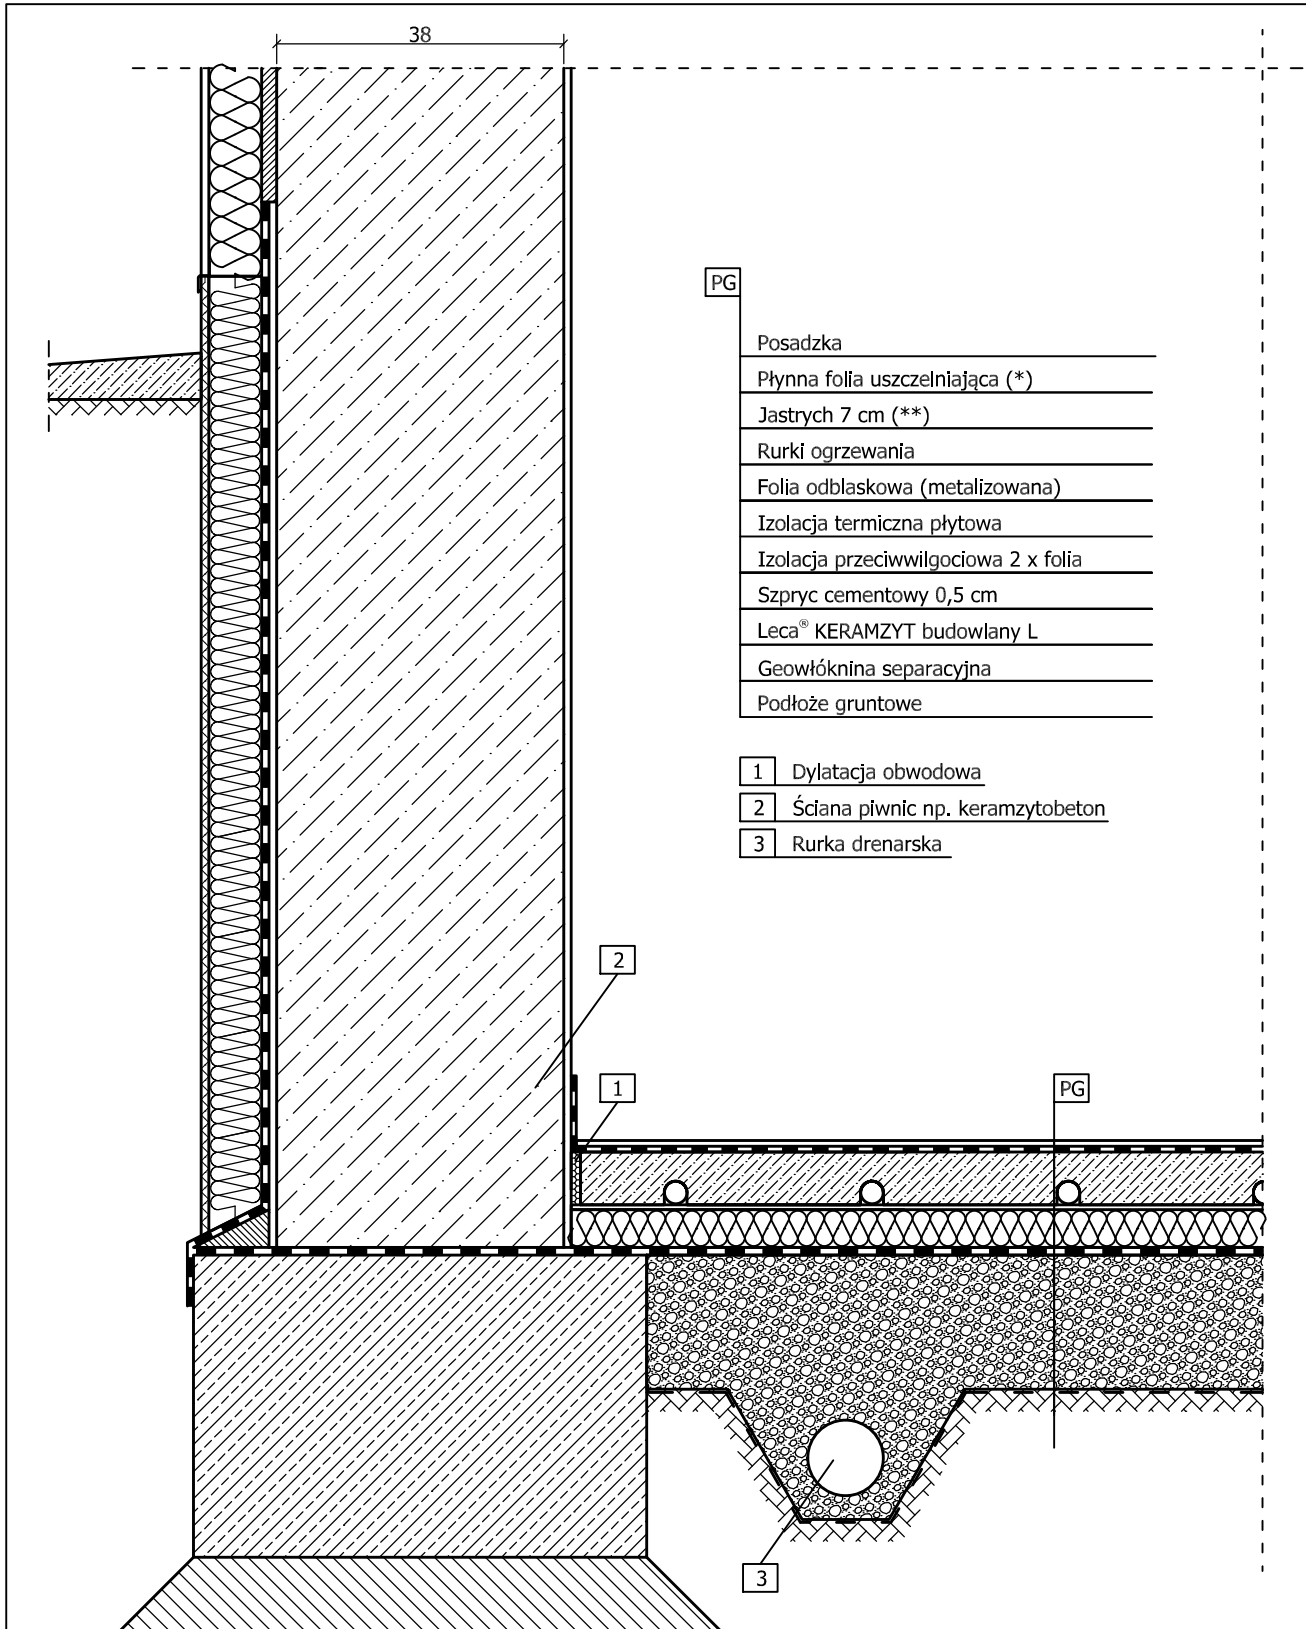 38
PG
Posadzka
Płynna folia uszczelniająca (*)
Jastrych 7 cm (**)
Rurki ogrzewania
Folia odblaskowa (metalizowana)
Izolacja termiczna płytowa
Izolacja przeciwwilgociowa 2 x folia
Szpryc cementowy 0,5 cm
Leca® KERAMZYT budowlany L
Geowłóknina separacyjna
Podłoże gruntowe
1 Dylatacja obwodowa
2 Ściana piwnic np. keramzytobeton
3 Rurka drenarska
2
1
PG
3